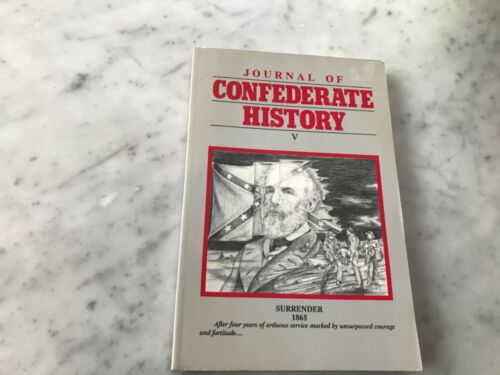 JOURNAL OF
CONFEDERATE
HISTORY
V
SURRENDER
1865
After four years of arduous service marked by unsurpassed courage
and fortitude....